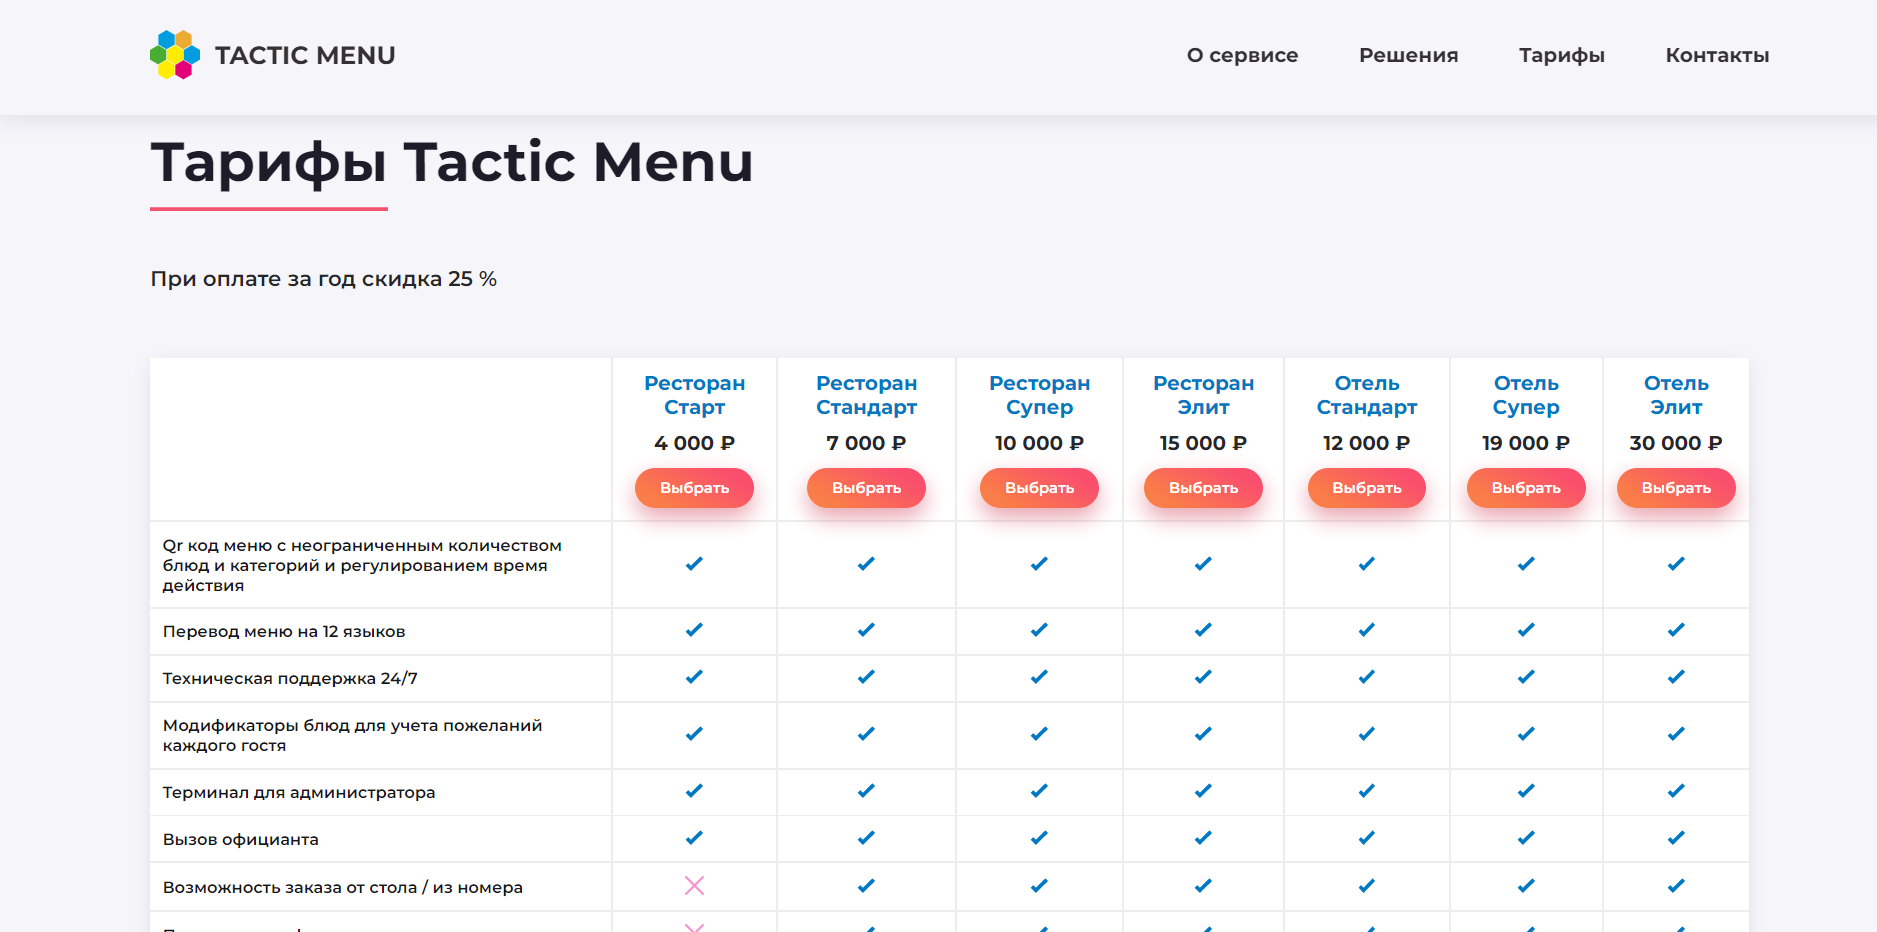 TACTIC MENU
О сервисе
Решения
Тарифы
Контакты
Тарифы Tactic Menu
При оплате за год скидка 25 %
Ресторан
Старт
4 000 ₽
Выбрать
Ресторан
Стандарт
7 000 ₽
Выбрать
Ресторан
Супер
10 000 ₽
Выбрать
Ресторан
Элит
15 000 ₽
Выбрать
Отель
Стандарт
12 000 ₽
Выбрать
Отель
Супер
19 000 ₽
Выбрать
Отель
Элит
30 000 ₽
Выбрать
Qr код меню с неограниченным количеством
блюд и категорий и регулированием время
действия
Перевод меню на 12 языков
Техническая поддержка 24/7
Модификаторы блюд для учета пожеланий
каждого гостя
Терминал для администратора
Вызов официанта
Возможность заказа от стола / из номера